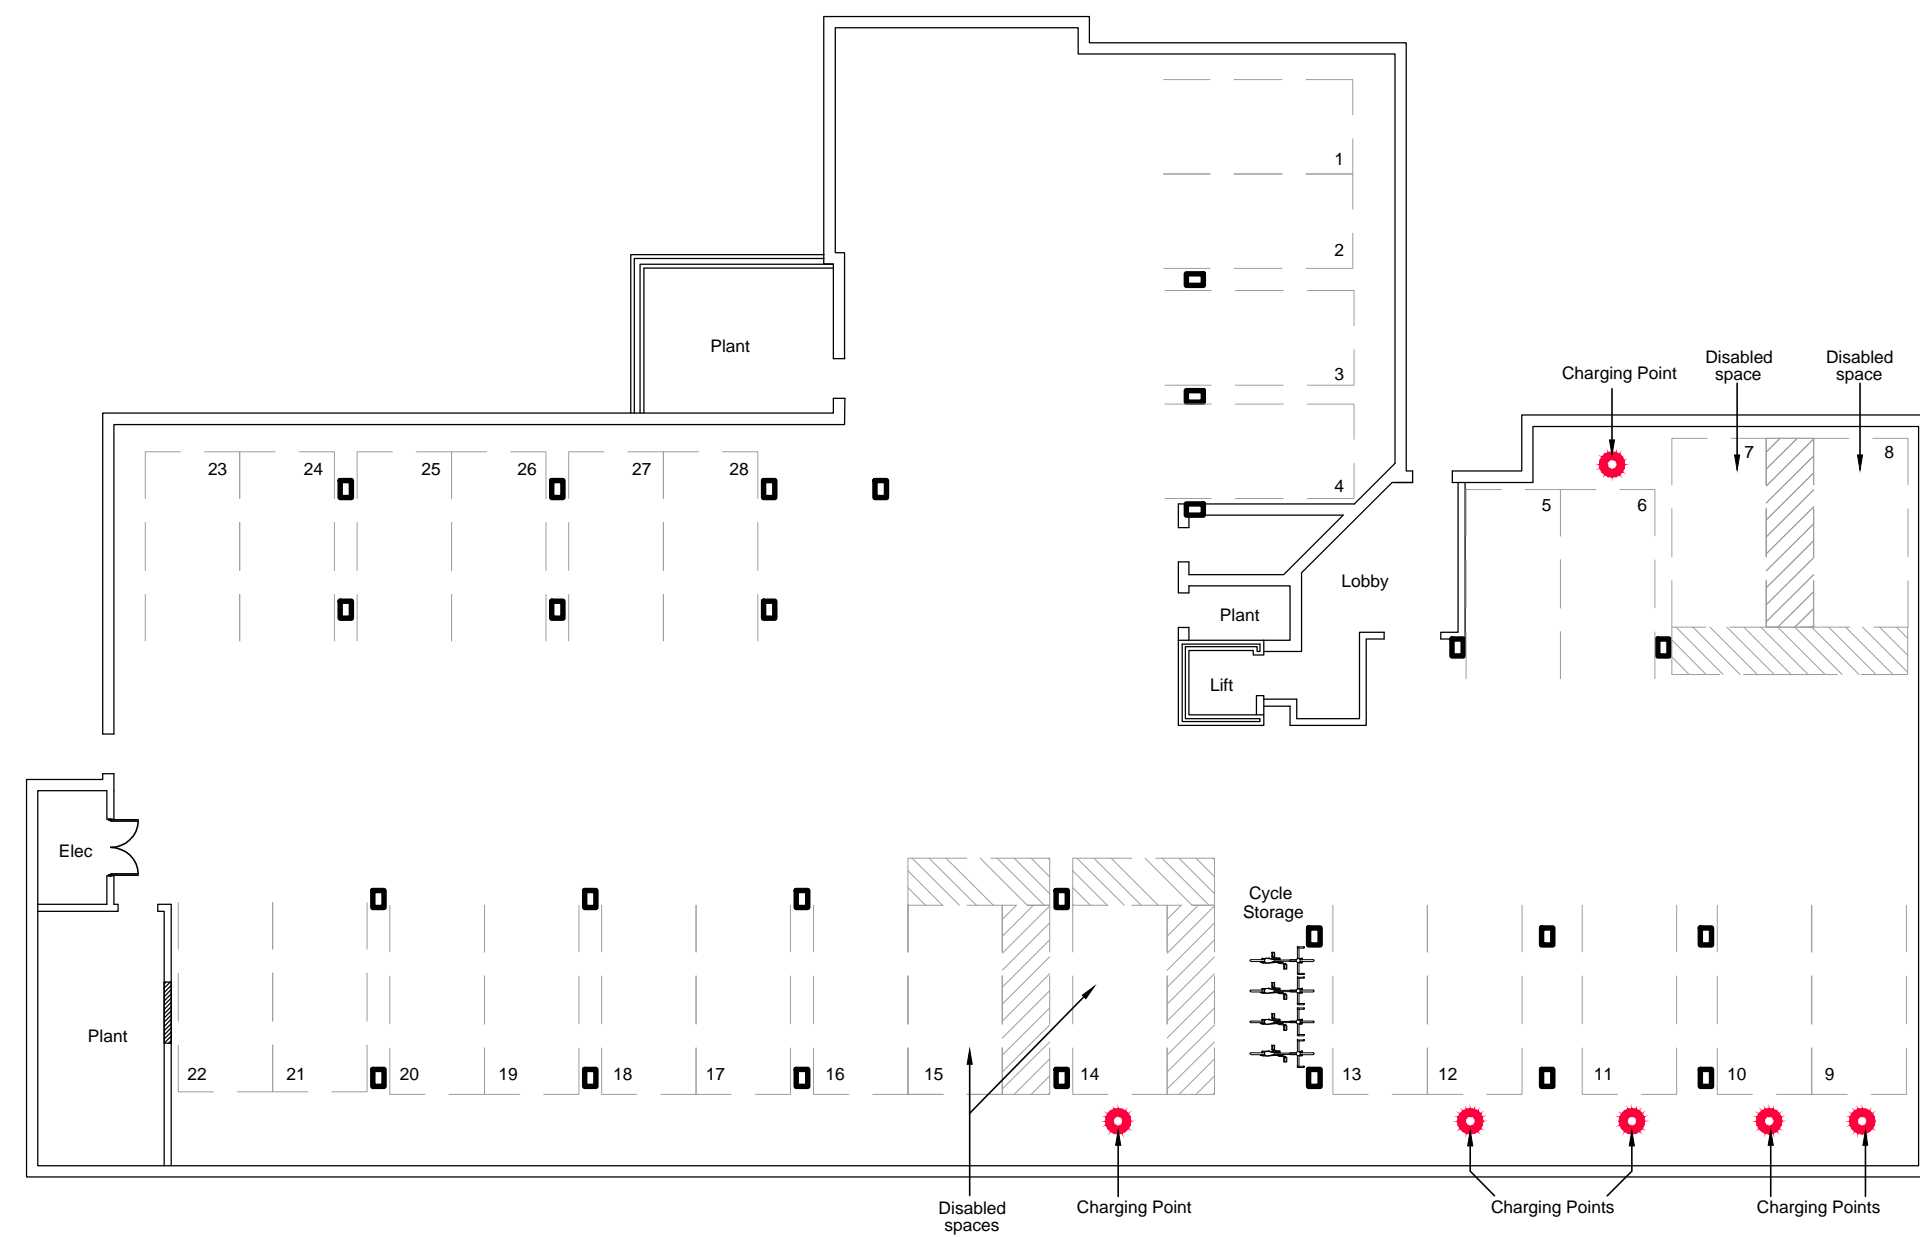 1
2
Plant
Charging Point
Disabled
space
Disabled
space
3
4
23
24
25
26
27
28
5
6
7
8
Lobby
Plant
Lift
Elec
Cycle
Storage
Plant
22
21
20
19
18
17
16
15
14
13
12
11
10
9
Disabled
spaces
Charging Point
Charging Points
Charging Points